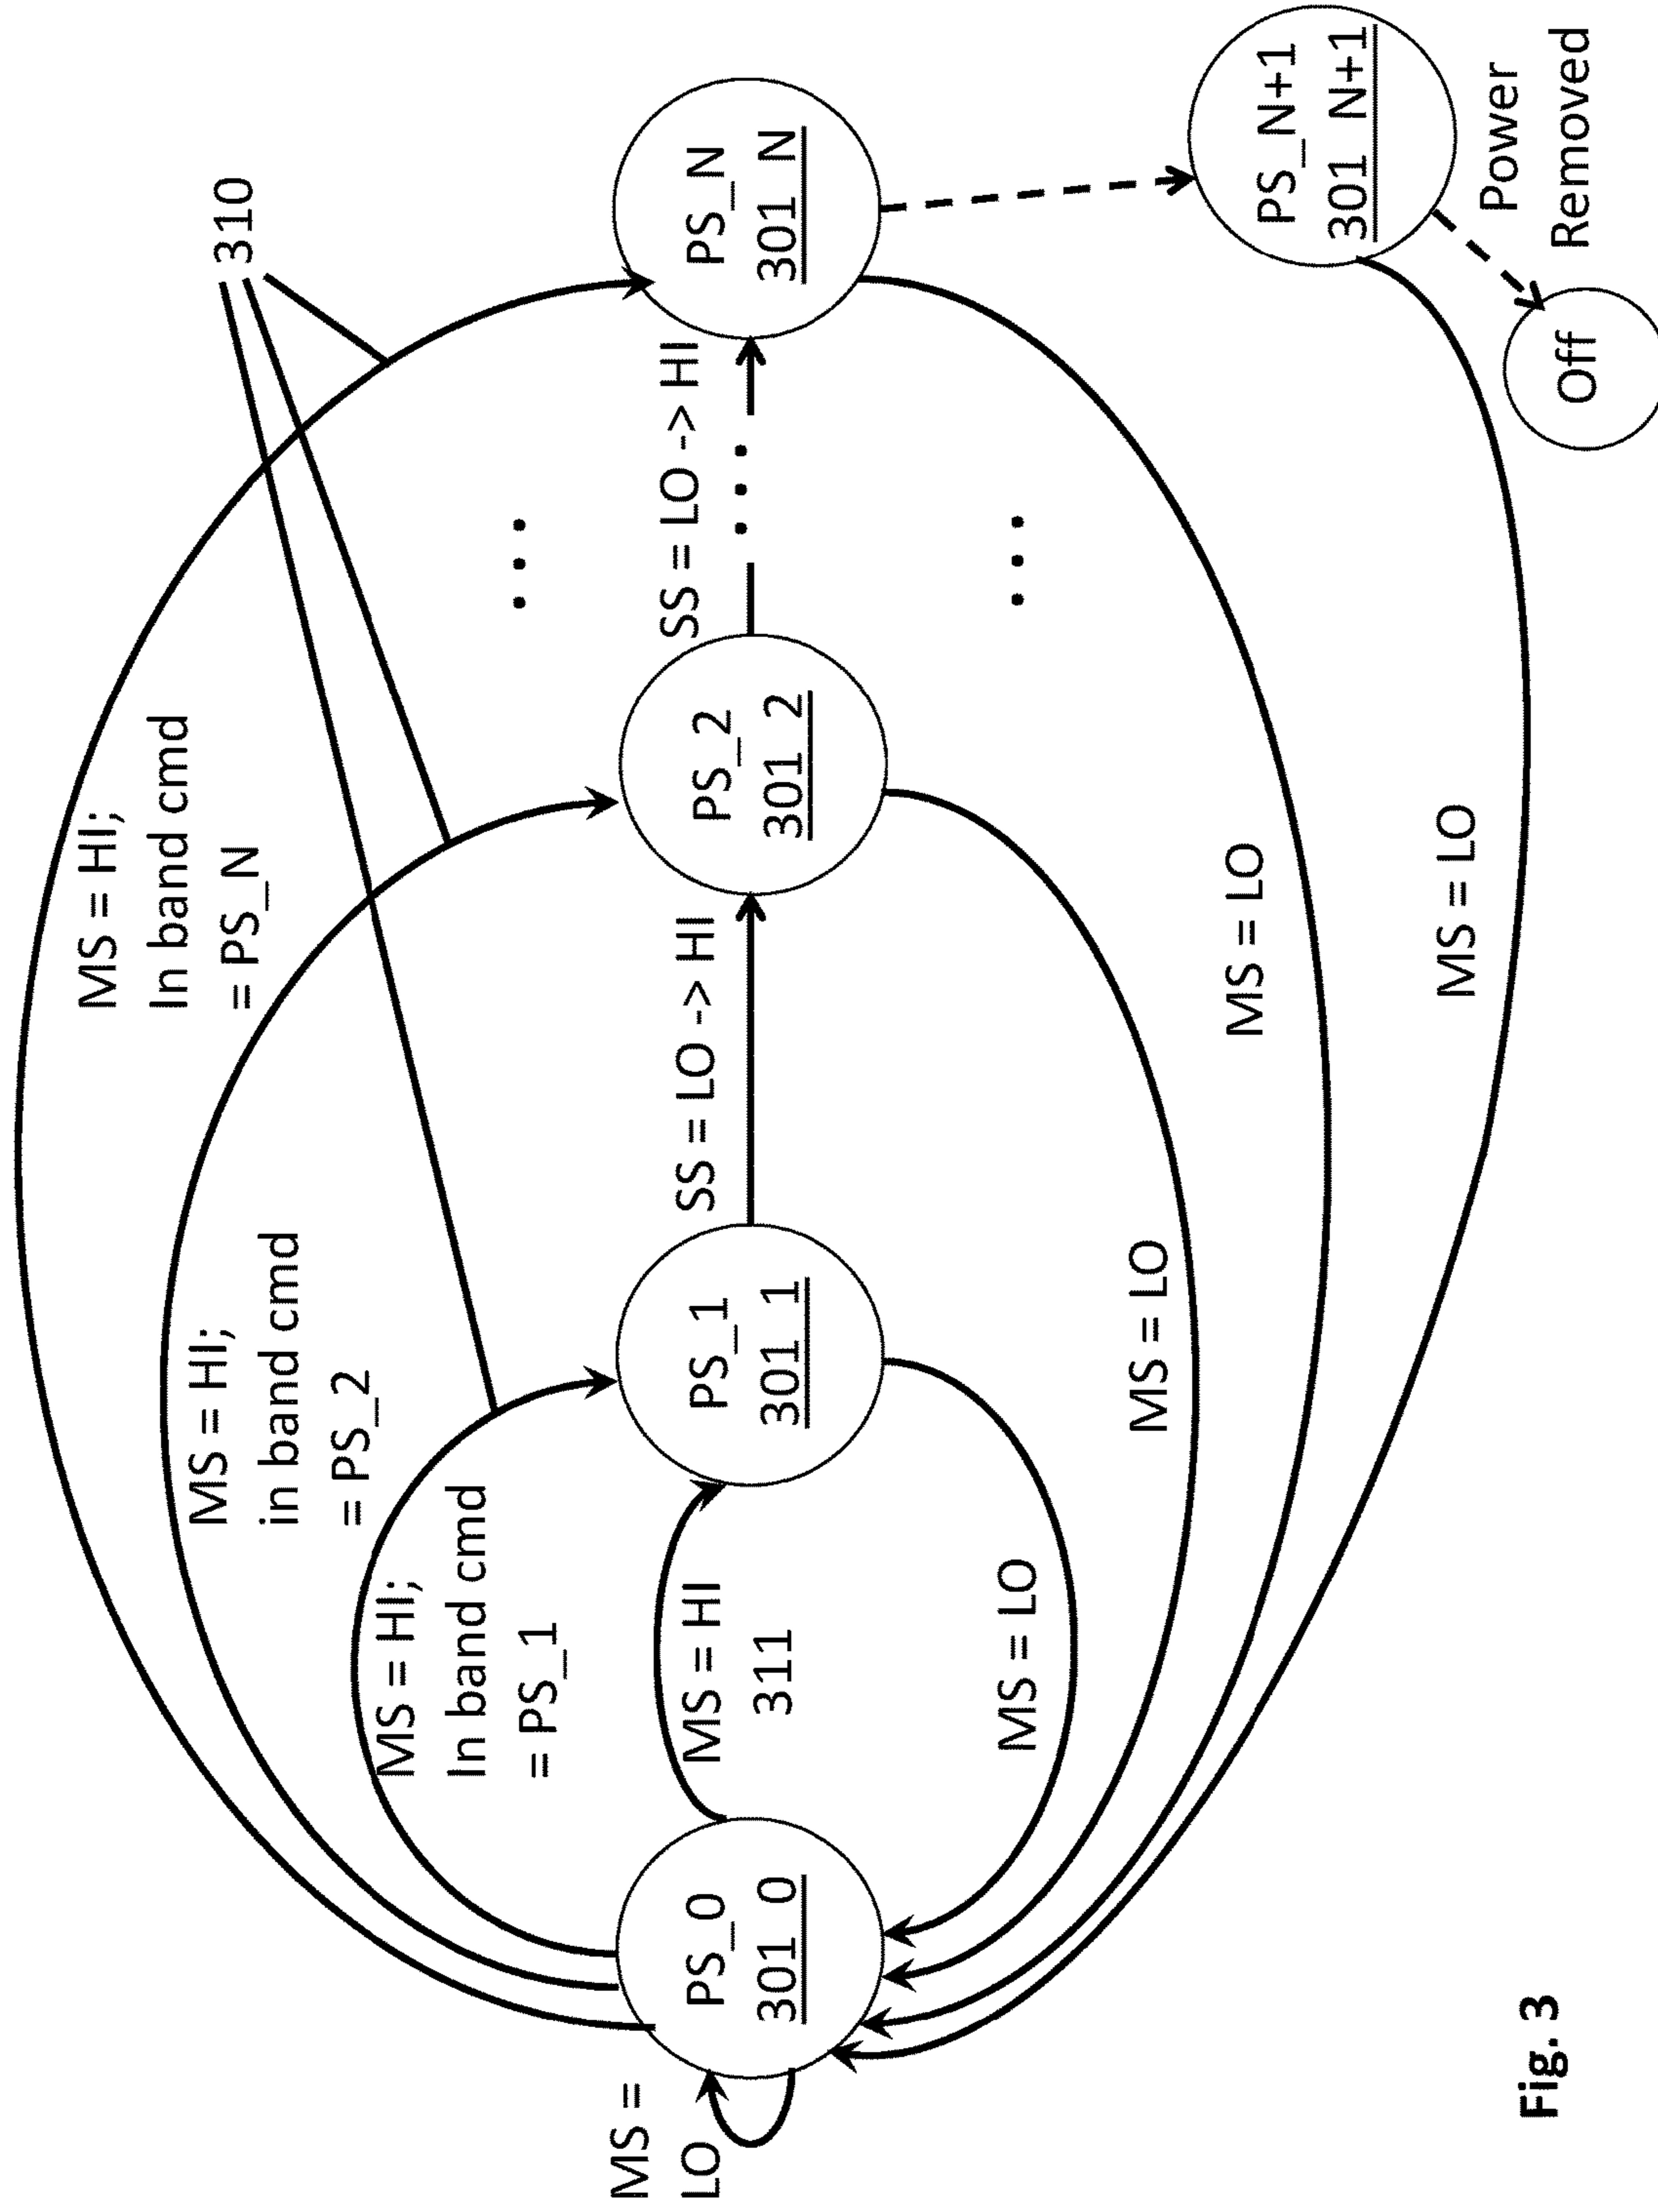 310
MS = HI;
In band cmd
= PS_N
MS = HI;
in band cmd
= PS_2
MS = HI;
In band cmd
= PS_1
MS =
LO
PS_0
301_0
MS = HI
311
PS_1
301_1
SS = LO -> HI
PS_2
301_2
SS = LO -> HI
PS_N
301_N
MS = LO
MS = LO
MS = LO
MS = LO
PS_N+1
301_N+1
Power
Removed
Off
Fig. 3